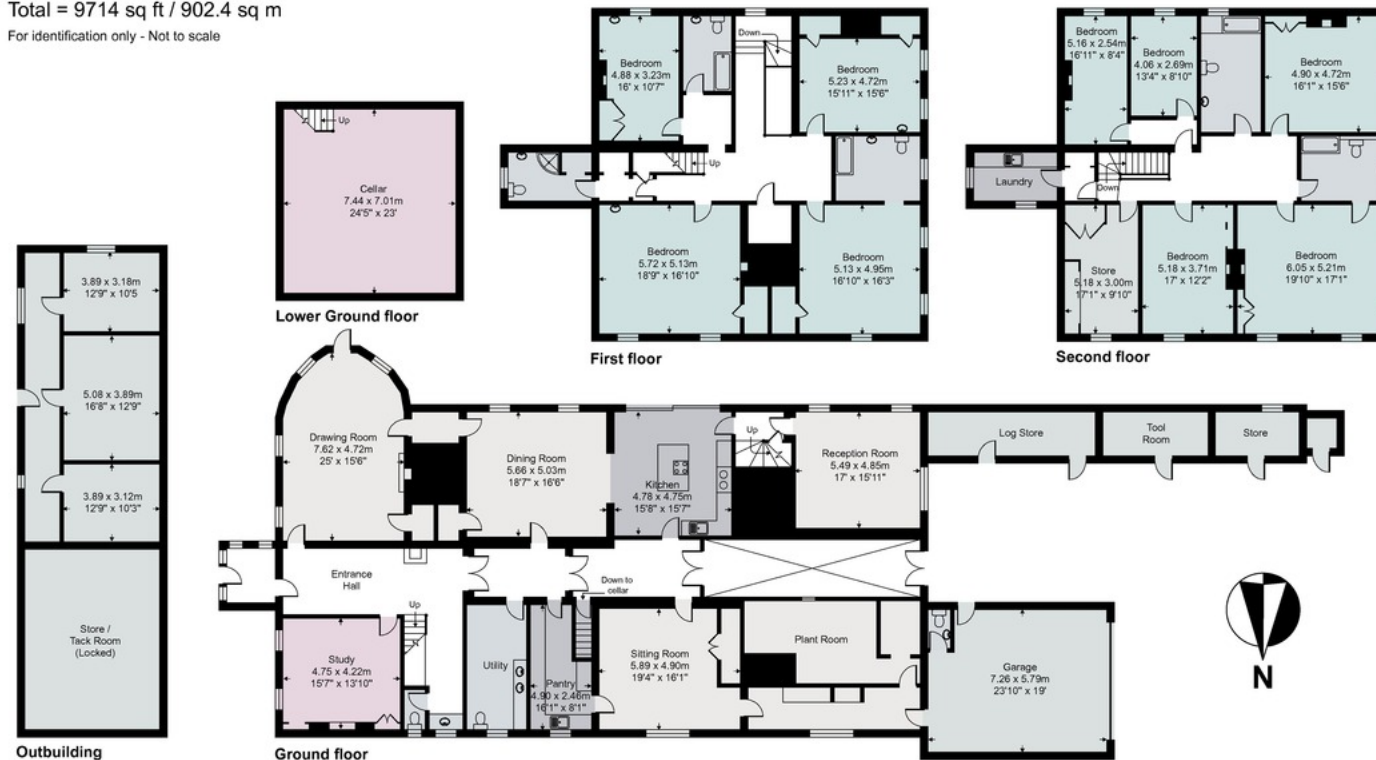 Total = 9714 sq ft / 902.4 sq m
For identification only - Not to scale
Cellar
7.44 x 7.01m
24'5" x 23'
Up
Lower Ground floor
Bedroom
4.88 x 3.23m
16' x 10'7"
Down
Bedroom
5.23 x 4.72m
15'11" x 15'6"
Up
Bedroom
5.72 x 5.13m
18'9" x 16'10"
Bedroom
5.13 x 4.95m
16'10" x 16'3"
First floor
Bedroom
5.16 x 2.54m
16'11" x 8'4"
Bedroom
4.06 x 2.69m
13'4" x 8'10"
Bedroom
4.90 x 4.72m
16'1" x 15'6"
Laundry
Down
Store
5.18 x 3.00m
17'1" x 9'10"
Bedroom
5.18 x 3.71m
17' x 12'2"
Bedroom
6.05 x 5.21m
19'10" x 17'1"
Second floor
3.89 x 3.18m
12'9" x 10'5
5.08 x 3.89m
16'8" x 12'9"
3.89 x 3.12m
12'9" x 10'3"
Store /
Tack Room
(Locked)
Outbuilding
Drawing Room
7.62 x 4.72m
25' x 15'6"
Dining Room
5.66 x 5.03m
18'7" x 16'6"
Kitchen
4.78 x 4.75m
15'8" x 15'7"
Up
Reception Room
5.49 x 4.85m
17' x 15'11"
Log Store
Tool
Room
Store
Entrance
Hall
Down to
cellar
Up
Study
4.75 x 4.22m
15'7" x 13'10"
Utility
Pantry
4.90 x 2.46m
16'1" x 8'1"
Sitting Room
5.89 x 4.90m
19'4" x 16'1"
Plant Room
Garage
7.26 x 5.79m
23'10" x 19'
N
Ground floor